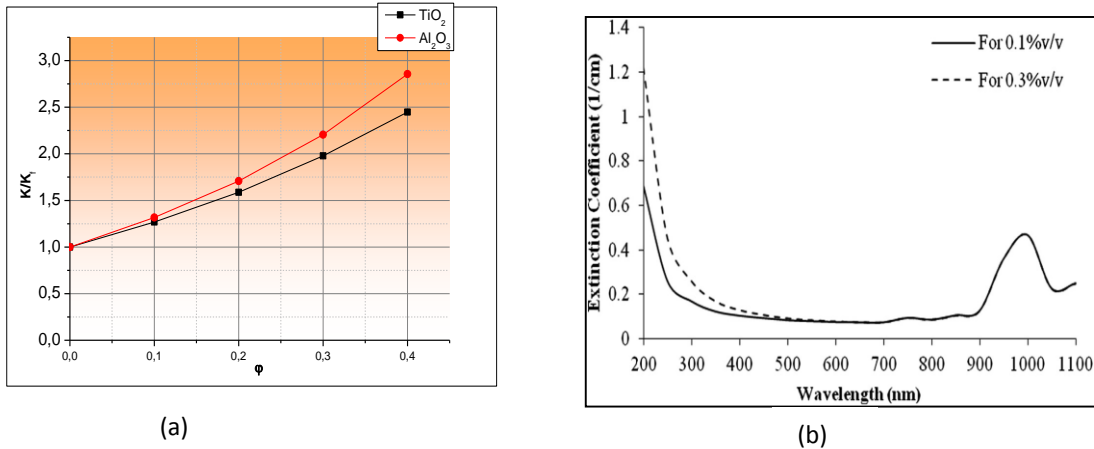 TiO2
Al2O3
K/Kf
3,0
2,5
2,0
1,5
1,0
0,5
0,0
0,0 0,1 0,2 0,3 0,4
φ
(a)
For 0.1%v/v
For 0.3%v/v
Extinction Coefficient (1/cm)
1.4
1.2
1
0.8
0.6
0.4
0.2
0
200 300 400 500 600 700 800 900 1000 1100
Wavelength (nm)
(b)